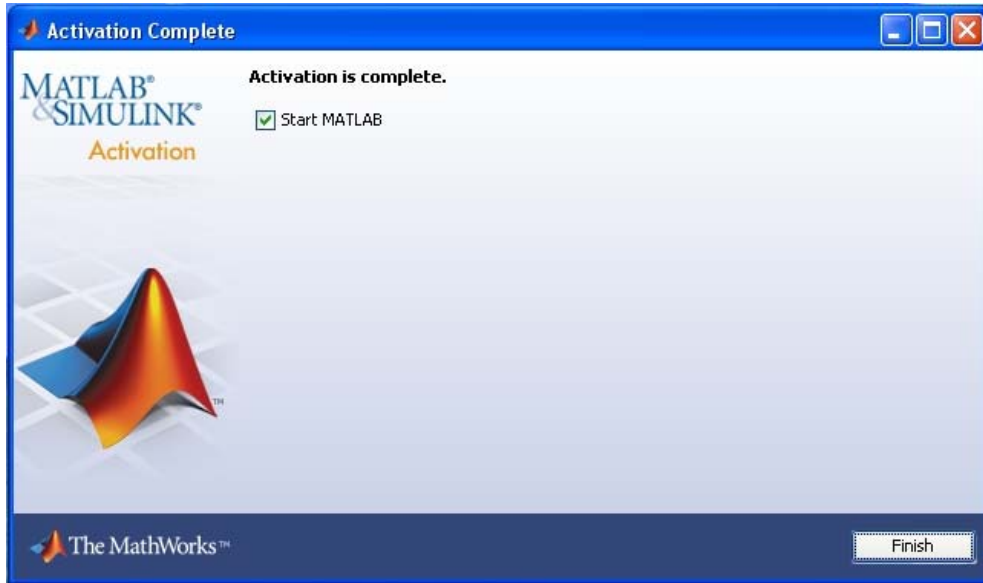 Activation Complete
MATLAB®
&SIMULINK®
Activation
Activation is complete.
Start MATLAB
TM
The MathworksTM
Finish